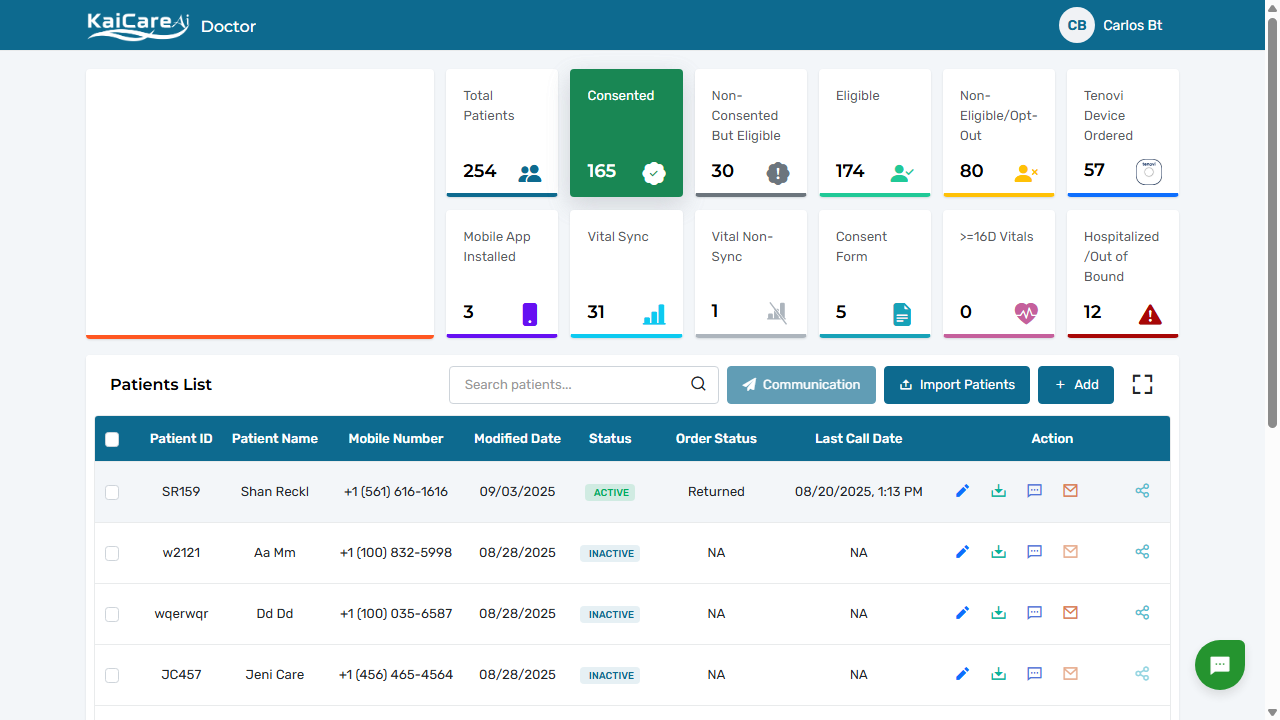 KaiCare Ai Doctor
CB Carlos Bt
Total
Patients
254
Consented
165
Non-
Consented
But Eligible
30
Eligible
174
Non-
Eligible/Opt-
Out
80
Tenovi
Device
Ordered
57
tenovi
Mobile App
Installed
3
Vital Sync
31
Vital Non-
Sync
1
Consent
Form
5
>=16D Vitals
0
Hospitalized
/Out of
Bound
12
Patients List
Search patients...
Communication
Import Patients
+ Add
Patient ID Patient Name Mobile Number Modified Date Status Order Status Last Call Date Action
SR159 Shan Reckl +1 (561) 616-1616 09/03/2025 ACTIVE Returned 08/20/2025, 1:13 PM
w2121 Aa Mm +1 (100) 832-5998 08/28/2025 INACTIVE NA NA
wqerwqr Dd Dd +1 (100) 035-6587 08/28/2025 INACTIVE NA NA
JC457 Jeni Care +1 (456) 465-4564 08/28/2025 INACTIVE NA NA